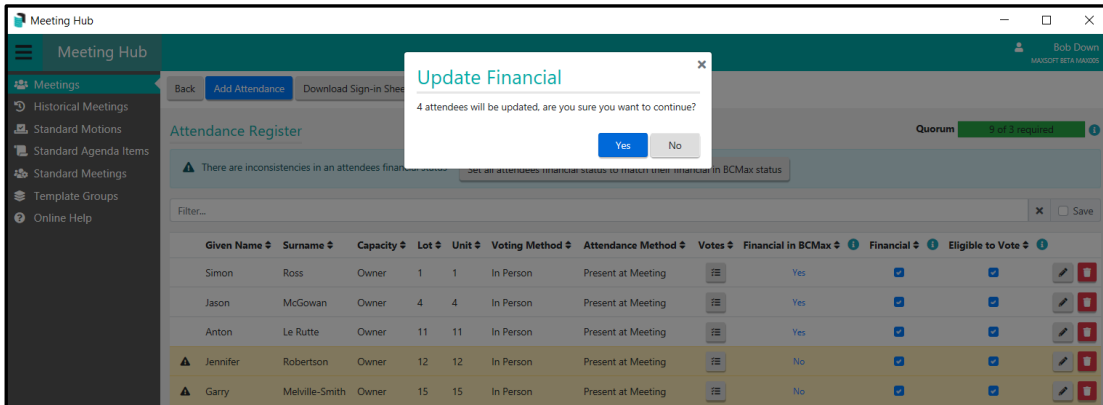 Meeting Hub
Meeting Hub
Bob Down
MAXSOFT BETA MAX005
Meetings
Historical Meetings
Standard Motions
Standard Agenda Items
Standard Meetings
Template Groups
Online Help
Back Add Attendance Download Sign-in Shee
Update Financial
4 attendees will be updated, are you sure you want to continue?
Yes No
Attendance Register
Quorum 9 of 3 required
There are inconsistencies in an attendees financial status Set all attendees financial status to match their financial in BCMax status
Filter... Save
Given Name Surname Capacity Lot Unit Voting Method Attendance Method Votes Financial in BCMax Financial Eligible to Vote
Simon Ross Owner 1 1 In Person Present at Meeting Yes
Jason McGowan Owner 4 4 In Person Present at Meeting Yes
Anton Le Rutte Owner 11 11 In Person Present at Meeting Yes
Jennifer Robertson Owner 12 12 In Person Present at Meeting No
Garry Melville-Smith Owner 15 15 In Person Present at Meeting No